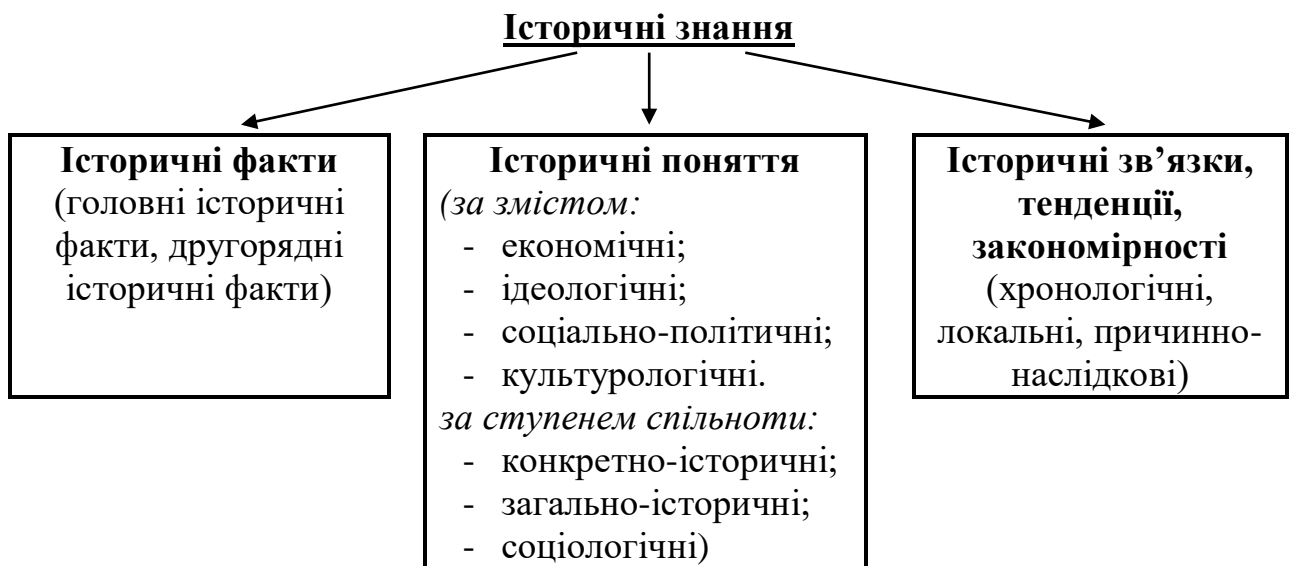 Історичні знання
Історичні факти
(головні історичні
факти, другорядні
історичні факти)
Історичні поняття
(за змістом:
- економічні;
- ідеологічні;
- соціально-політичні;
- культурологічні.
за ступенем спільноти:
- конкретно-історичні;
- загально-історичні;
- соціологічні)
Історичні зв’язки,
тенденції,
закономірності
(хронологічні,
локальні, причинно-
наслідкові)